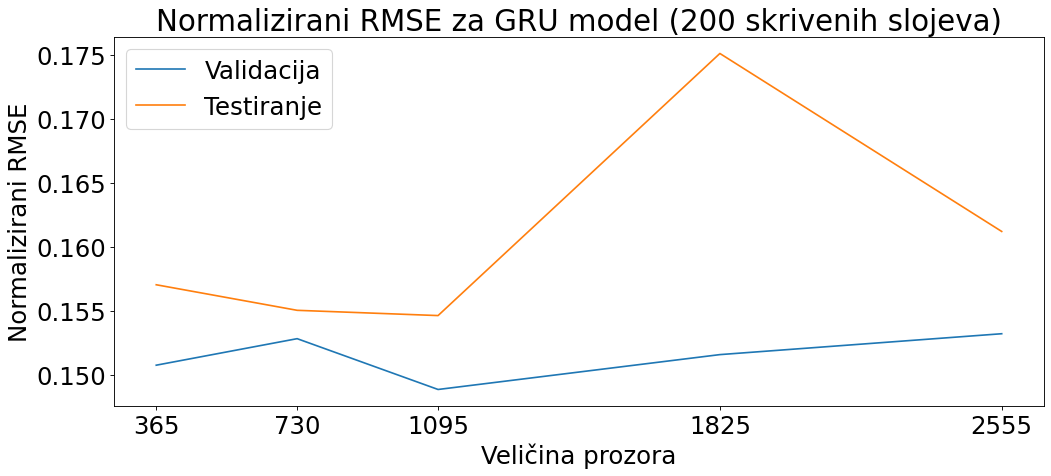 Normalizirani RMSE za GRU model (200 skrivenih slojeva)
Validacija
Testiranje
Normalizirani RMSE
0.175
0.170
0.165
0.160
0.155
0.150
365 730 1095 1825 2555
Veličina prozora